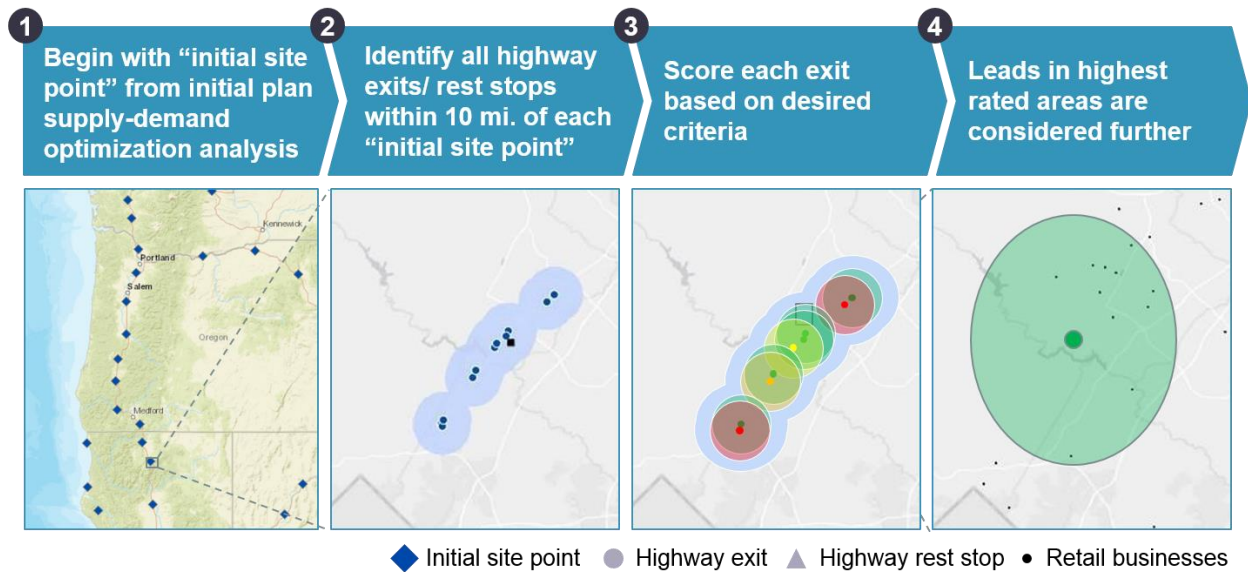 1
Begin with “initial site
point” from initial plan
supply-demand
optimization analysis
2
Identify all highway
exits/ rest stops
within 10 mi. of each
“initial site point”
3
Score each exit
based on desired
criteria
4
Leads in highest
rated areas are
considered further
Kennewick
Portland
Salem
Oregon
Medford
Initial site point
Highway exit
Highway rest stop
Retail businesses